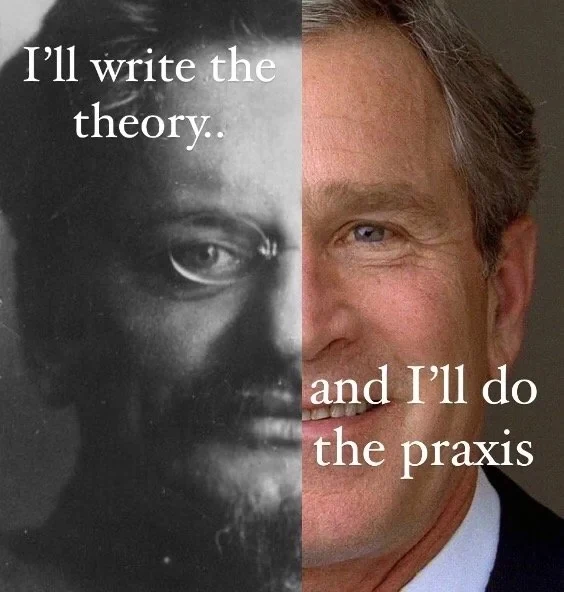 I’ll write the
theory..
and I’ll do
the praxis